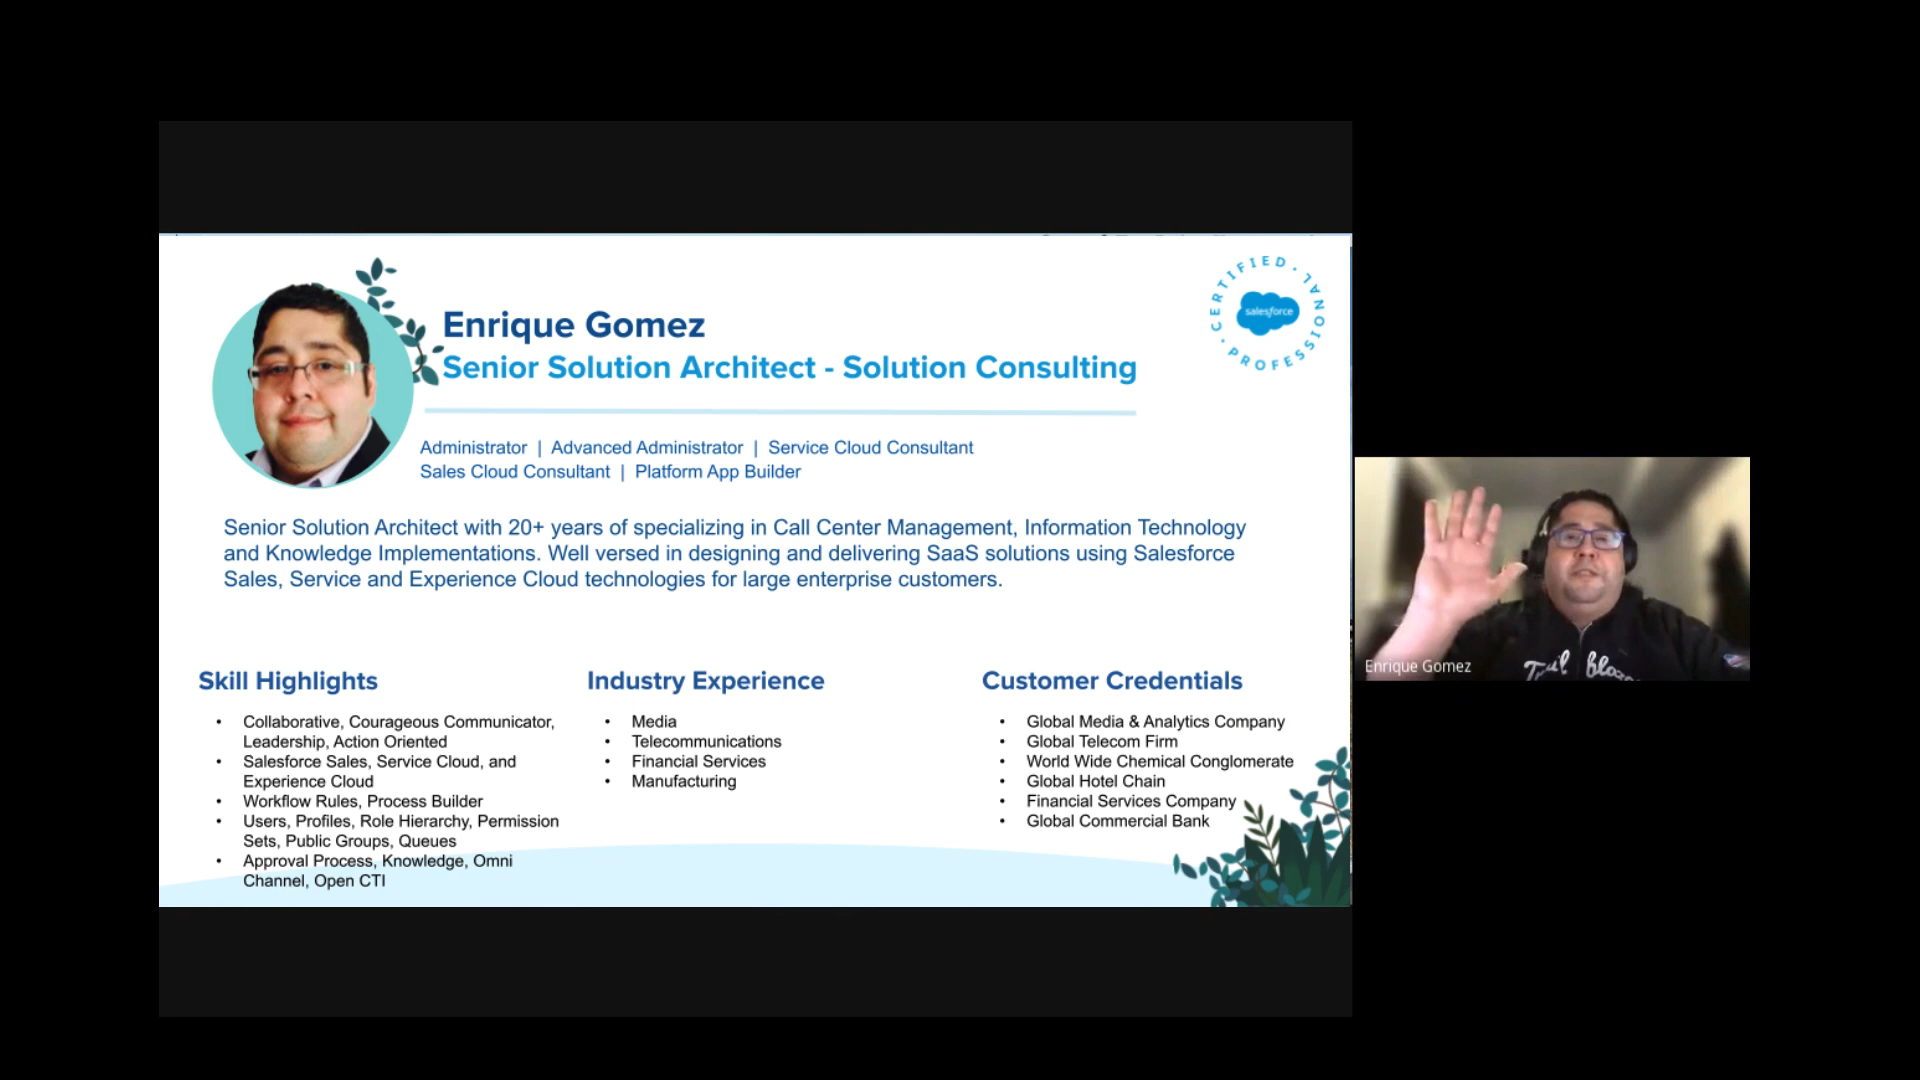 CERTIFIED · PROFESSIONAL ·
salesforce
Enrique Gomez
Senior Solution Architect - Solution Consulting
Administrator | Advanced Administrator | Service Cloud Consultant
Sales Cloud Consultant | Platform App Builder
Senior Solution Architect with 20+ years of specializing in Call Center Management, Information Technology
and Knowledge Implementations. Well versed in designing and delivering SaaS solutions using Salesforce
Sales, Service and Experience Cloud technologies for large enterprise customers.
Skill Highlights
• Collaborative, Courageous Communicator,
Leadership, Action Oriented
• Salesforce Sales, Service Cloud, and
Experience Cloud
• Workflow Rules, Process Builder
• Users, Profiles, Role Hierarchy, Permission
Sets, Public Groups, Queues
• Approval Process, Knowledge, Omni
Channel, Open CTI
Industry Experience
• Media
• Telecommunications
• Financial Services
• Manufacturing
Customer Credentials
• Global Media & Analytics Company
• Global Telecom Firm
• World Wide Chemical Conglomerate
• Global Hotel Chain
• Financial Services Company
• Global Commercial Bank
Enrique Gomez